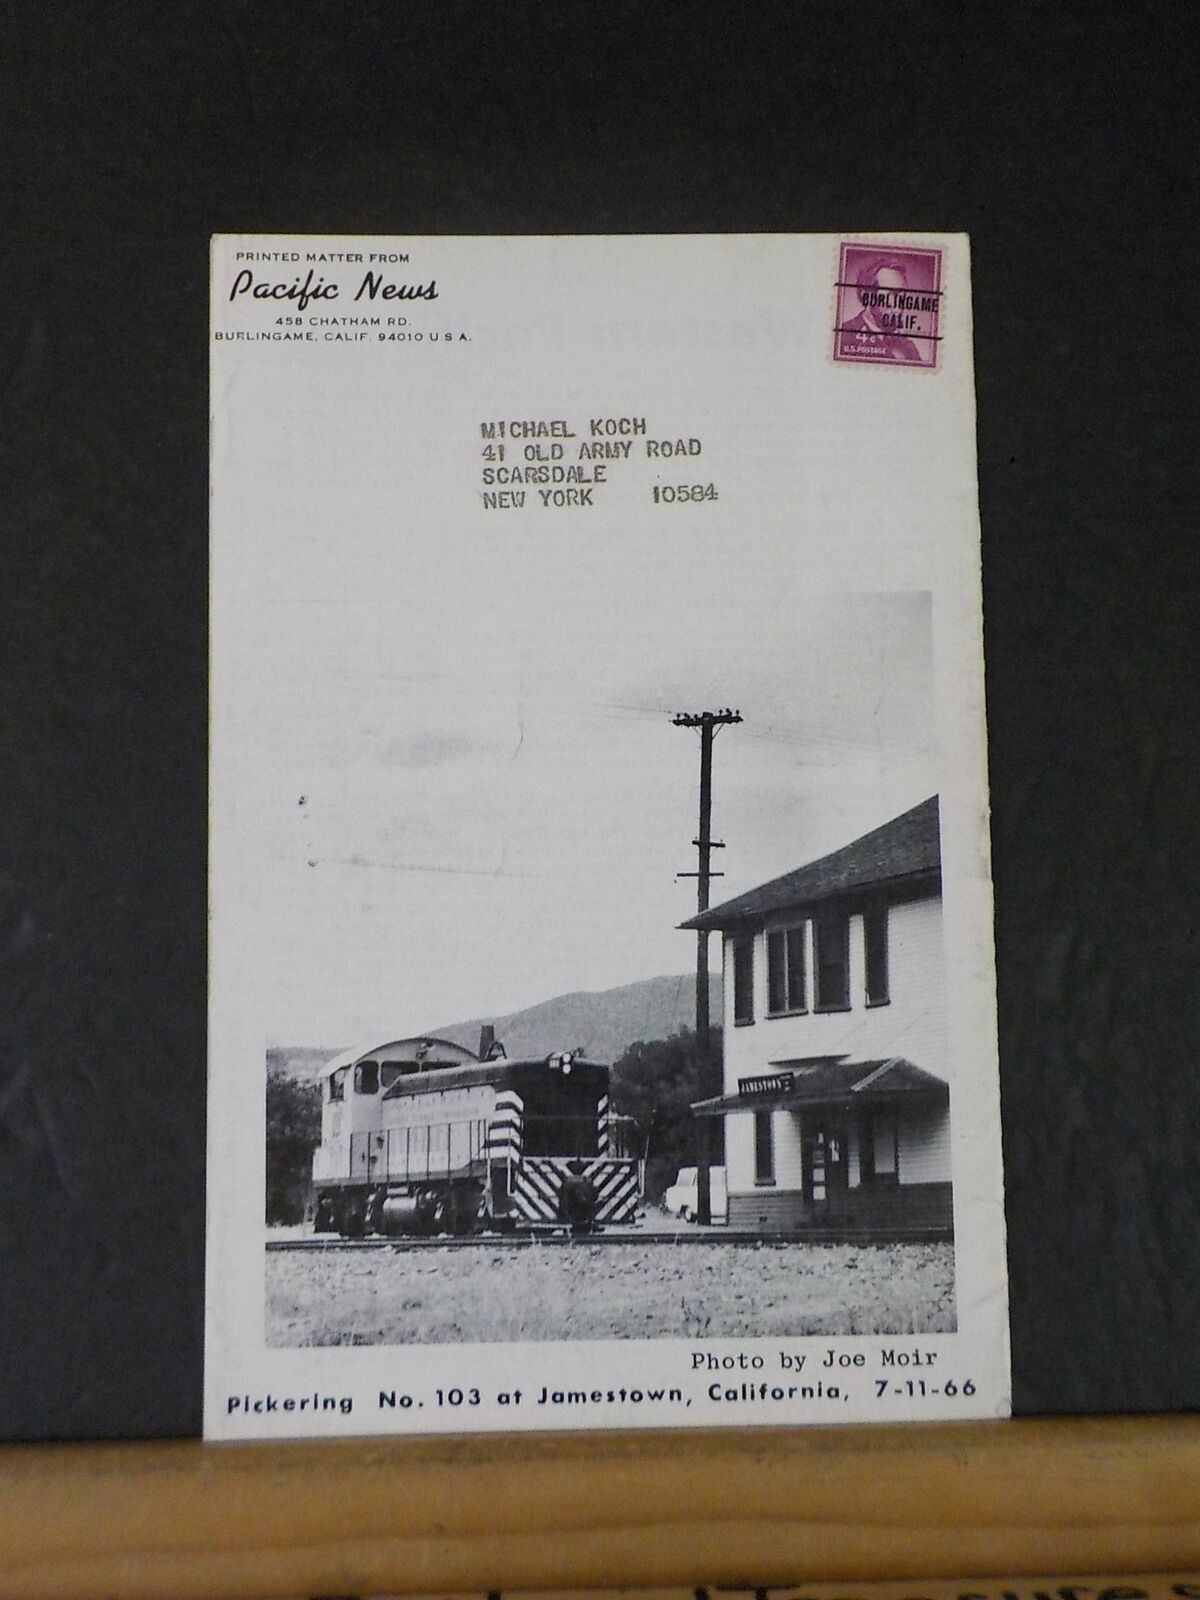 PRINTED MATTER FROM
Pacific News
458 CHATHAM RD.
BURLINGAME, CALIF. 94010 U S A.
BURLINGAME
CALIF.
4¢
U.S. POSTAGE
MICHAEL KOCH
41 OLD ARMY ROAD
SCARSDALE
NEW YORK 10584
JAMESTOWN
Photo by Joe Moir
Pickering No. 103 at Jamestown, California, 7-11-66